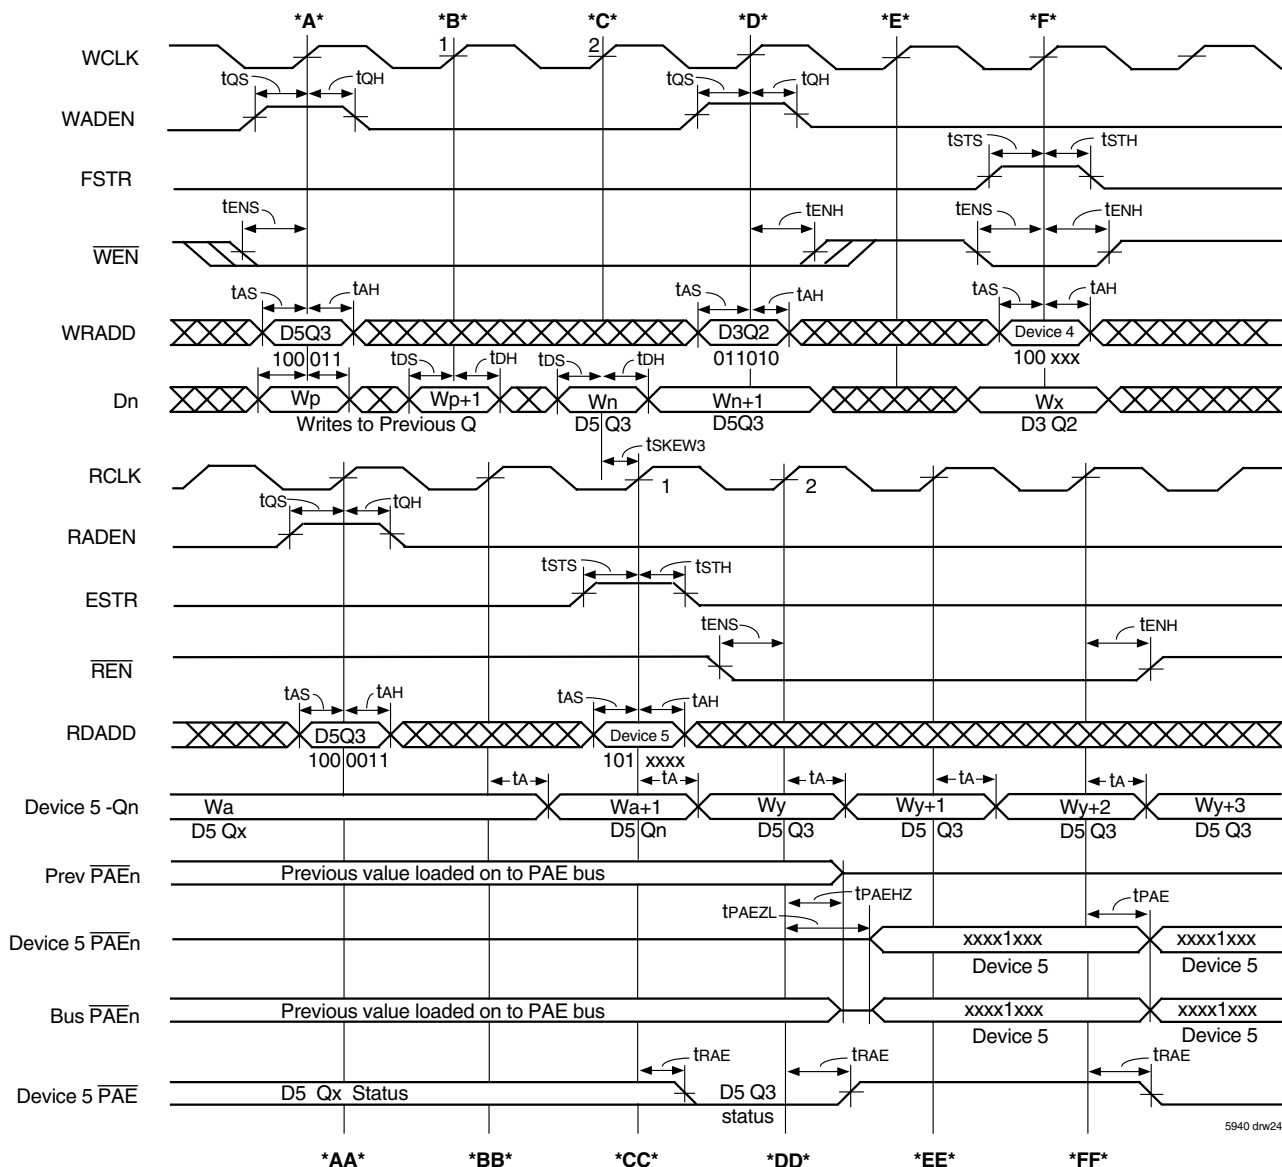 *A* *B* *C* *D* *E* *F*
WCLK 1 2
tQS tQH tQS tQH
WADEN
tSTS tSTH
FSTR
tENS tENH tENS tENH
WEN
tAS tAH tAS tAH tAS tAH
WRADD D5Q3 D3Q2 Device 4
100 011 011010 100 xxx
tDS tDH tDS tDH
Dn Wp Wp+1 Wn Wn+1 Wx
Writes to Previous Q D5 Q3 D5Q3 D3 Q2
tSKEW3
RCLK 1 2
tQS tQH
RADEN
tSTS tSTH
ESTR
tENS tENH
REN
tAS tAH tAS tAH
RDADD D5Q3 Device 5
100 0011 101 xxxx
tA tA tA tA tA
Device 5 -Qn Wa Wa+1 Wy Wy+1 Wy+2 Wy+3
D5 Qx D5 Qn D5 Q3 D5 Q3 D5 Q3 D5 Q3
Prev PAEn Previous value loaded on to PAE bus
tPAEHZ tPAE
tPAEZL
Device 5 PAEn xxxx1xxx xxxx1xxx
Device 5 Device 5
Bus PAEn Previous value loaded on to PAE bus xxxx1xxx xxxx1xxx
Device 5 Device 5
tRAE tRAE tRAE
Device 5 PAE D5 Qx Status D5 Q3
status
5940 drw24
*AA* *BB* *CC* *DD* *EE* *FF*